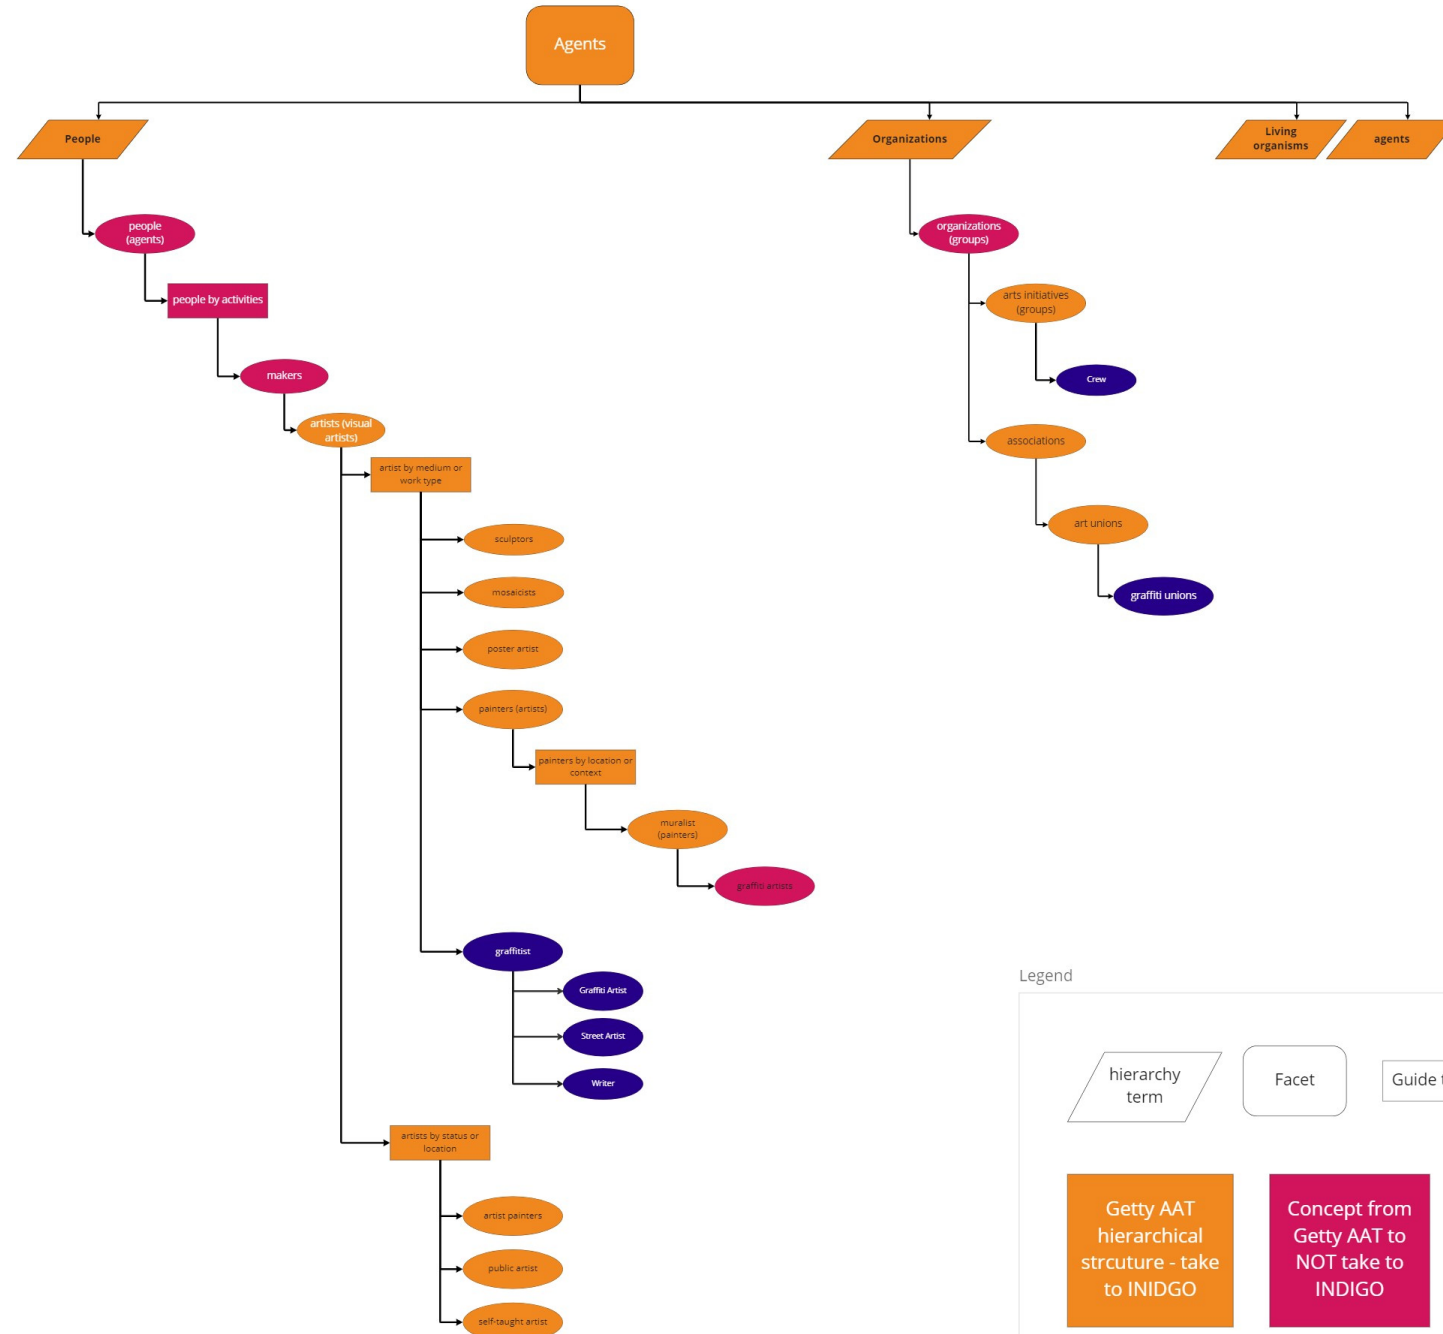 Agents
People
Organizations
Living
organisms
agents
people
(agents)
organizations
(groups)
people by activities
arts initiatives
(groups)
makers
Crew
artists (visual
artists)
associations
artist by medium or
work type
art unions
sculptors
mosaicists
graffiti unions
poster artist
painters (artists)
painters by location or
context
muralist
(painters)
graffiti artists
graffitist
Graffiti Artist
Street Artist
Writer
artists by status or
location
artist painters
public artist
self-taught artist
Legend
hierarchy
term
Facet
Guide t
Getty AAT
hierarchical
strcuture - take
to INIDGO
Concept from
Getty AAT to
NOT take to
INDIGO